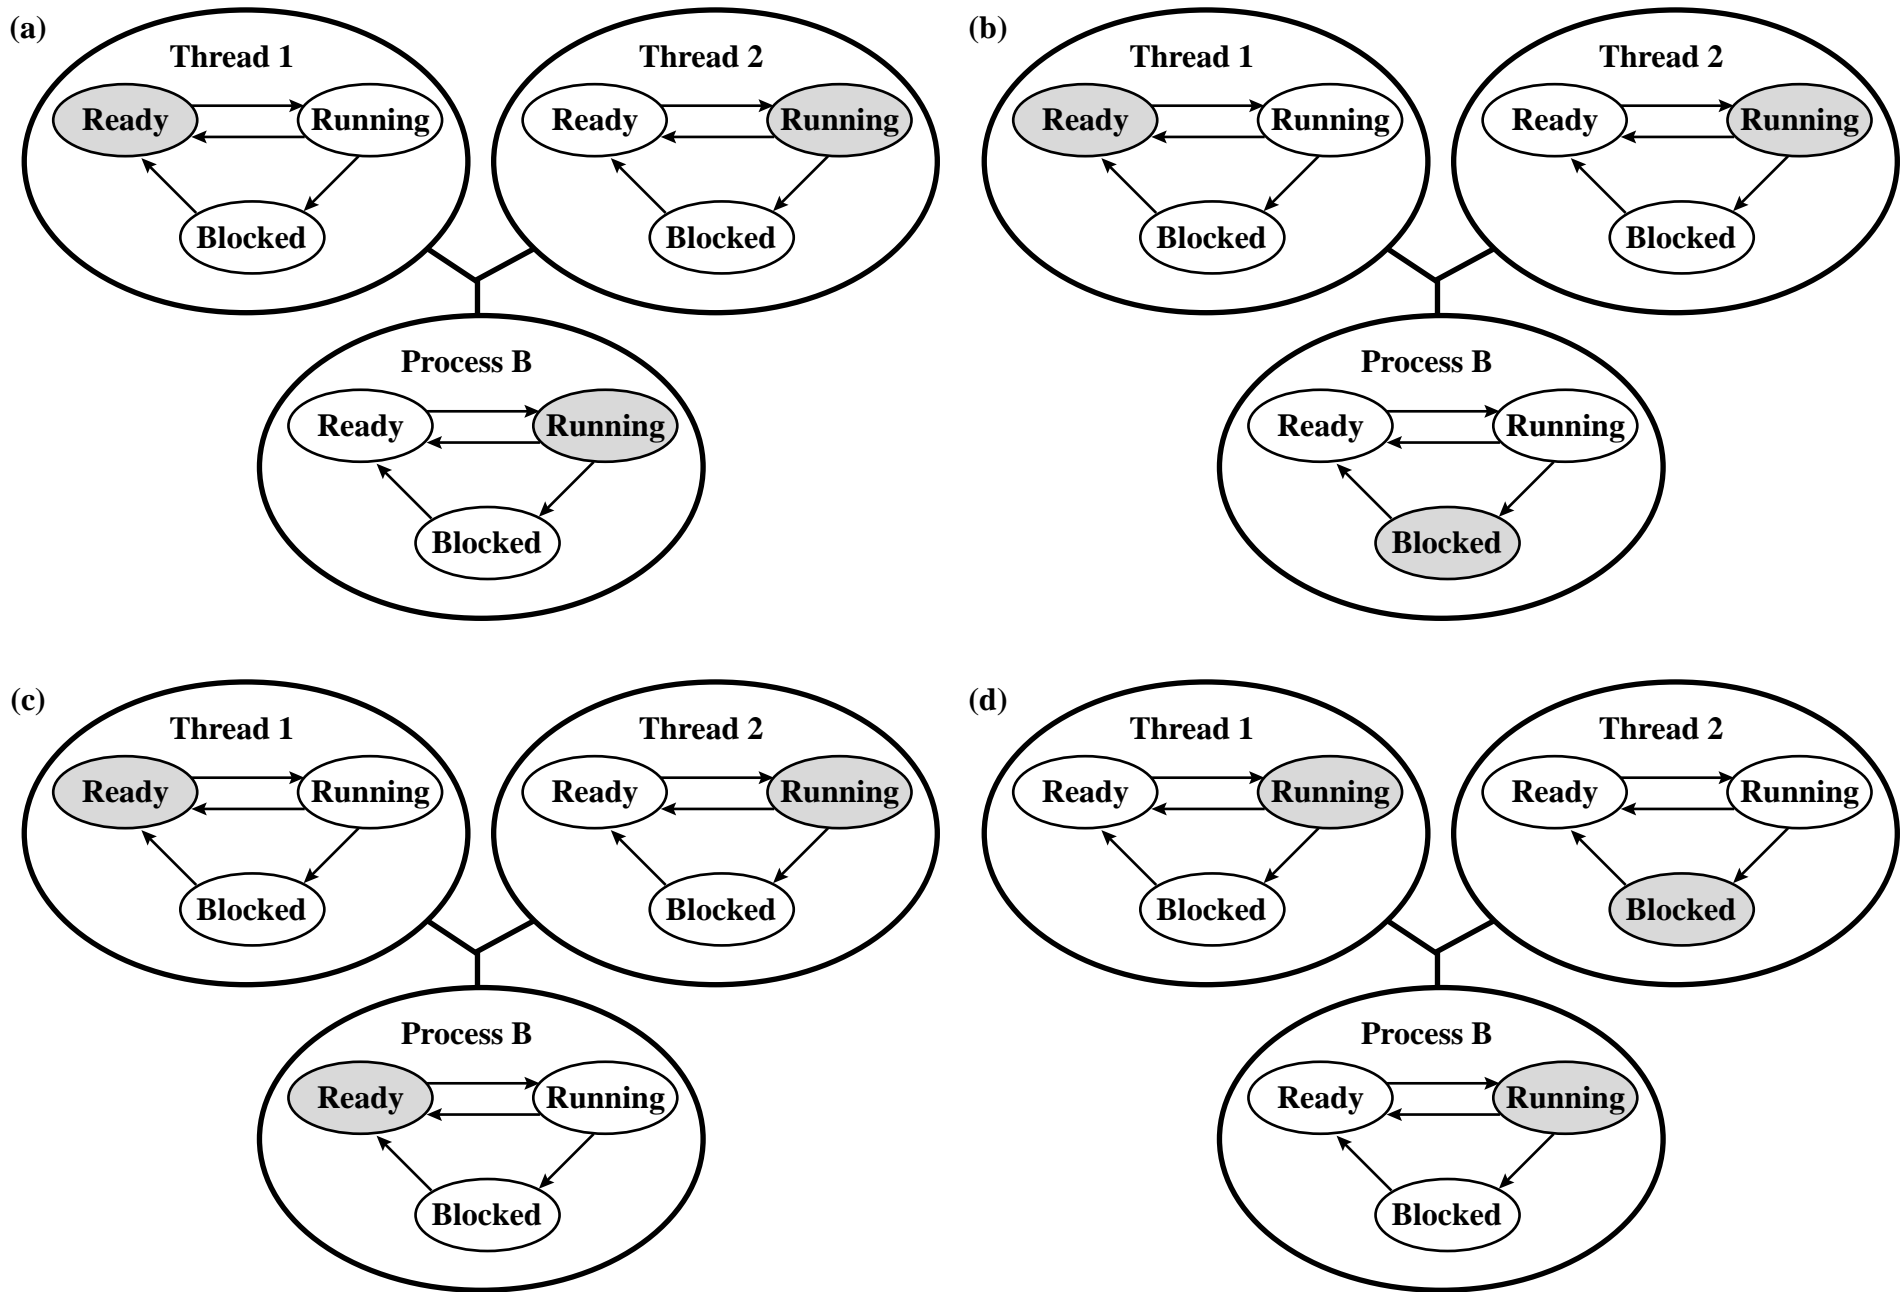 (a)
Thread 1
Ready Running
Blocked
Thread 2
Ready Running
Blocked
Process B
Ready Running
Blocked
(b)
Thread 1
Ready Running
Blocked
Thread 2
Ready Running
Blocked
Process B
Ready Running
Blocked
(c)
Thread 1
Ready Running
Blocked
Thread 2
Ready Running
Blocked
Process B
Ready Running
Blocked
(d)
Thread 1
Ready Running
Blocked
Thread 2
Ready Running
Blocked
Process B
Ready Running
Blocked